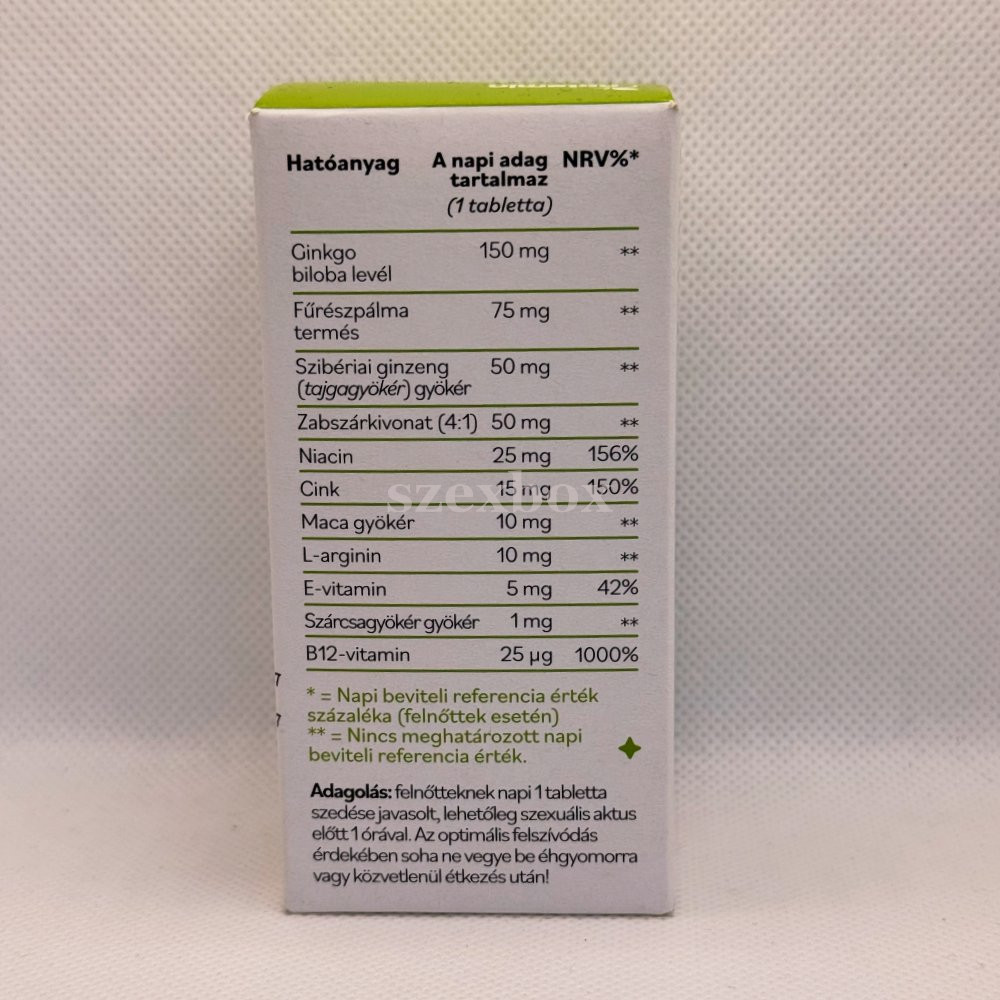 Hatóanyag A napi adag NRV%*
tartalmaz
(1 tabletta)
Ginkgo 150 mg **
biloba levél
Fűrészpálma 75 mg **
termés
Szibériai ginzeng 50 mg **
(tajgagyökér) gyökér
Zabszárkivonat (4:1) 50 mg **
Niacin 25 mg 156%
Cink 15 mg 150%
szexbox
Maca gyökér 10 mg **
L-arginin 10 mg **
E-vitamin 5 mg 42%
Szárcsagyökér gyökér 1 mg **
B12-vitamin 25 µg 1000%
* = Napi beviteli referencia érték
százaléka (felnőttek esetén)
** = Nincs meghatározott napi
beviteli referencia érték.
Adagolás: felnőtteknek napi 1 tabletta
szedése javasolt, lehetőleg szexuális aktus
előtt 1 órával. Az optimális felszívódás
érdekében soha ne vegye be éhgyomorra
vagy közvetlenül étkezés után!